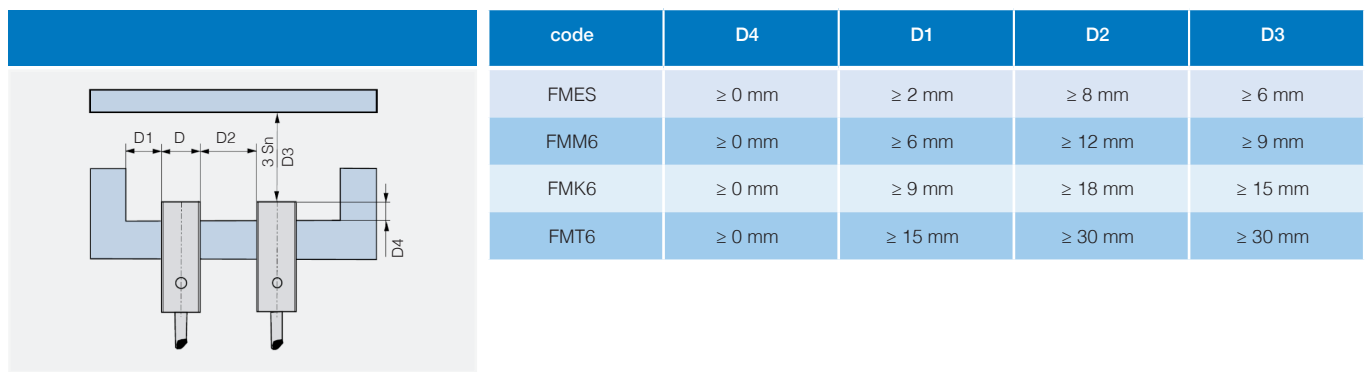 code D4 D1 D2 D3
FMES ≥ 0 mm ≥ 2 mm ≥ 8 mm ≥ 6 mm
FMM6 ≥ 0 mm ≥ 6 mm ≥ 12 mm ≥ 9 mm
FMK6 ≥ 0 mm ≥ 9 mm ≥ 18 mm ≥ 15 mm
FMT6 ≥ 0 mm ≥ 15 mm ≥ 30 mm ≥ 30 mm
D1 D D2
3 Sn
D3
D4